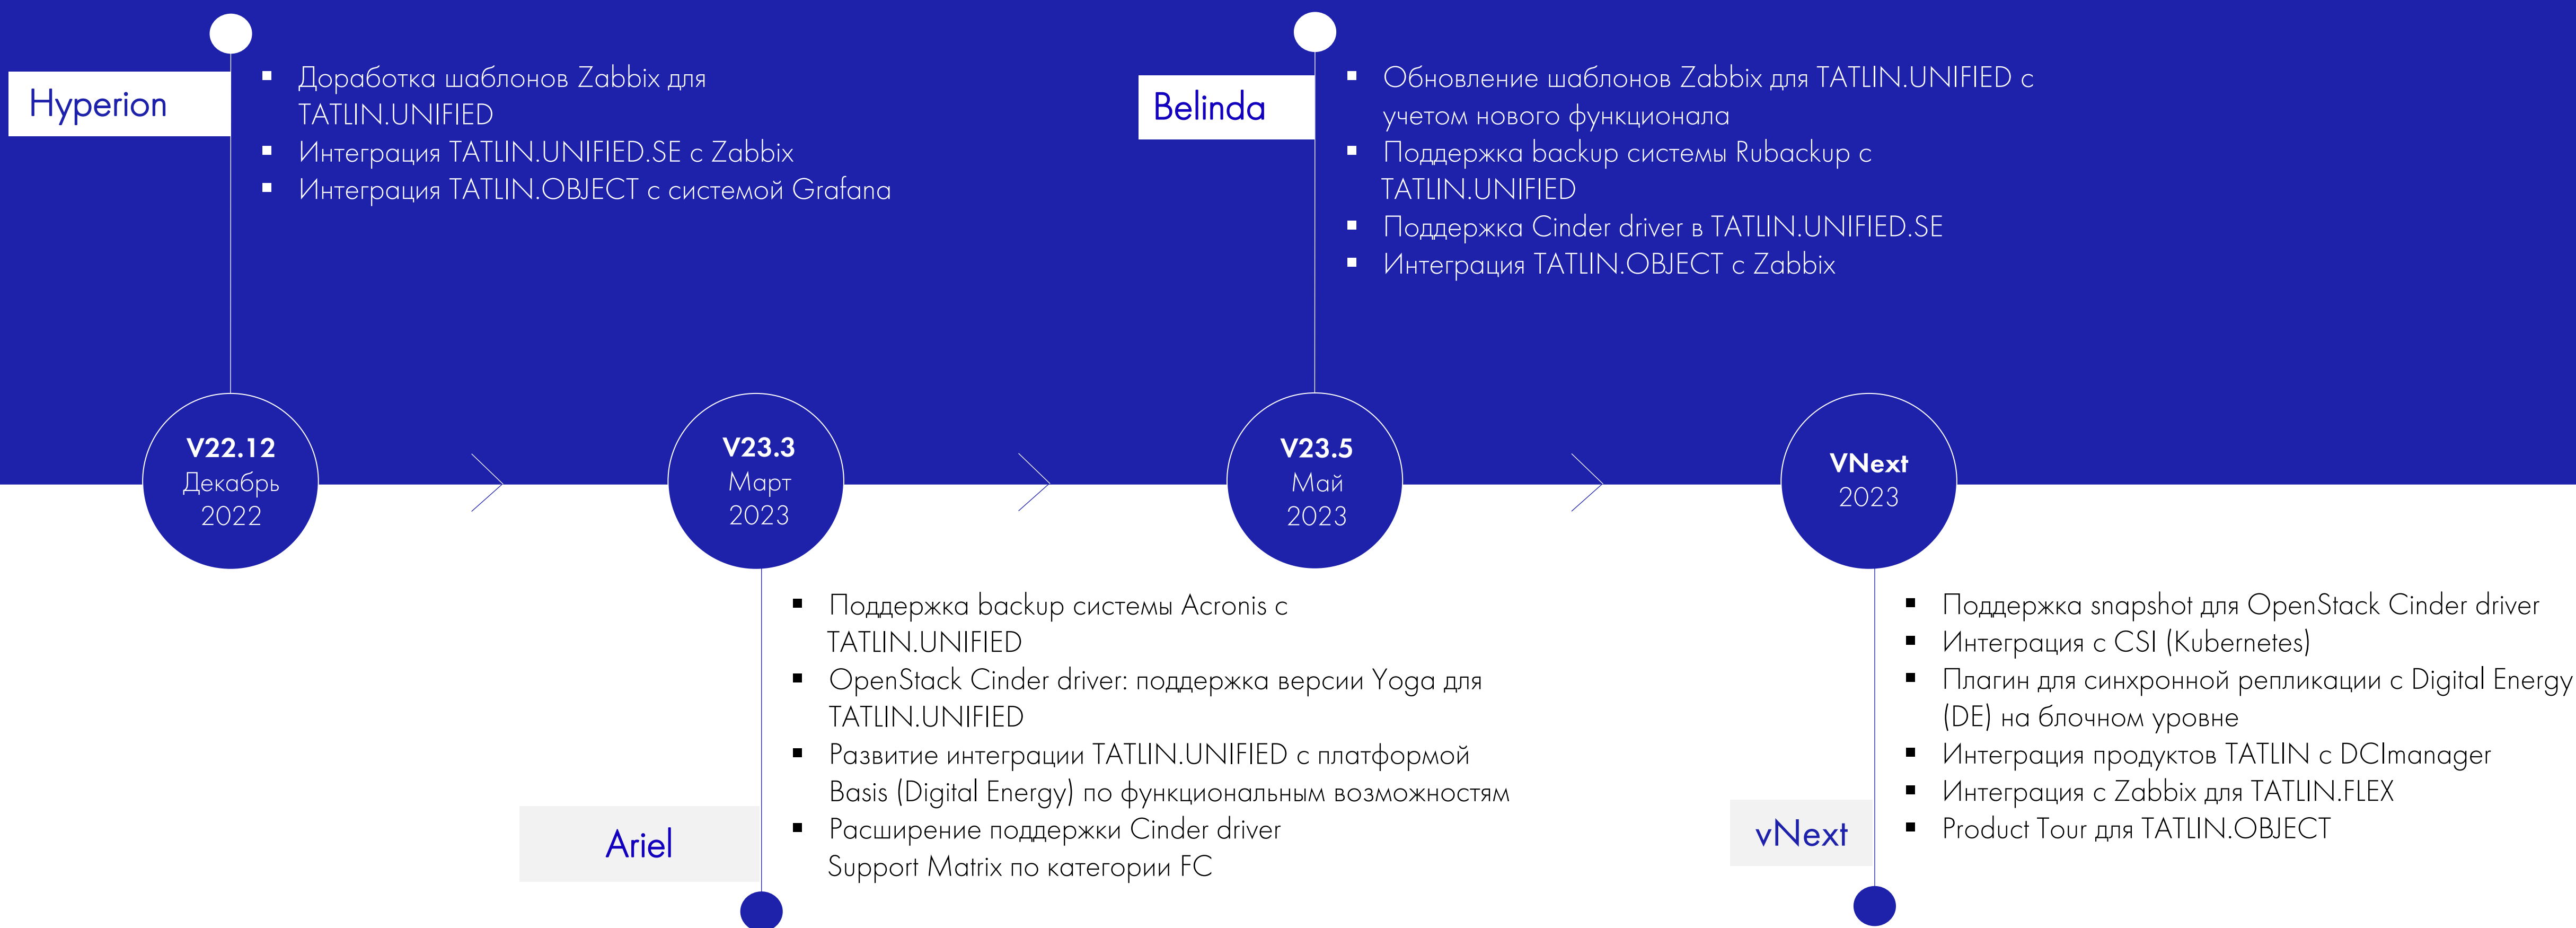 Hyperion
Доработка шаблонов Zabbix для
TATLIN.UNIFIED
Интеграция TATLIN.UNIFIED.SE с Zabbix
Интеграция TATLIN.OBJECT с системой Grafana
Belinda
Обновление шаблонов Zabbix для TATLIN.UNIFIED с
учетом нового функционала
Поддержка backup системы Rubackup с
TATLIN.UNIFIED
Поддержка Cinder driver в TATLIN.UNIFIED.SE
Интеграция TATLIN.OBJECT с Zabbix
V22.12
Декабрь
2022
V23.3
Март
2023
V23.5
Май
2023
VNext
2023
Ariel
Поддержка backup системы Acronis с
TATLIN.UNIFIED
OpenStack Cinder driver: поддержка версии Yoga для
TATLIN.UNIFIED
Развитие интеграции TATLIN.UNIFIED с платформой
Basis (Digital Energy) по функциональным возможностям
Расширение поддержки Cinder driver
Support Matrix по категории FC
vNext
Поддержка snapshot для OpenStack Cinder driver
Интеграция с CSI (Kubernetes)
Плагин для синхронной репликации с Digital Energy
(DE) на блочном уровне
Интеграция продуктов TATLIN с DCImanager
Интеграция с Zabbix для TATLIN.FLEX
Product Tour для TATLIN.OBJECT